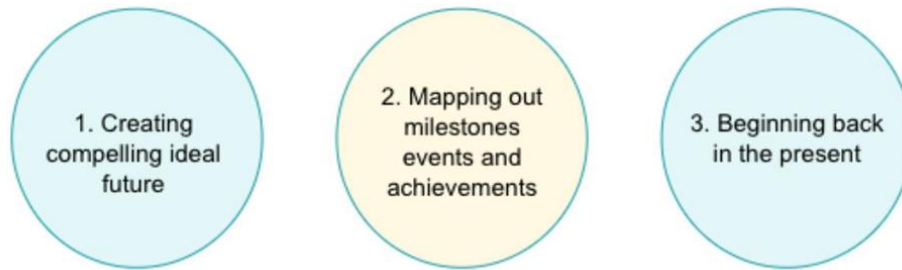 1. Creating
compelling ideal
future
2. Mapping out
milestones
events and
achievements
3. Beginning back
in the present